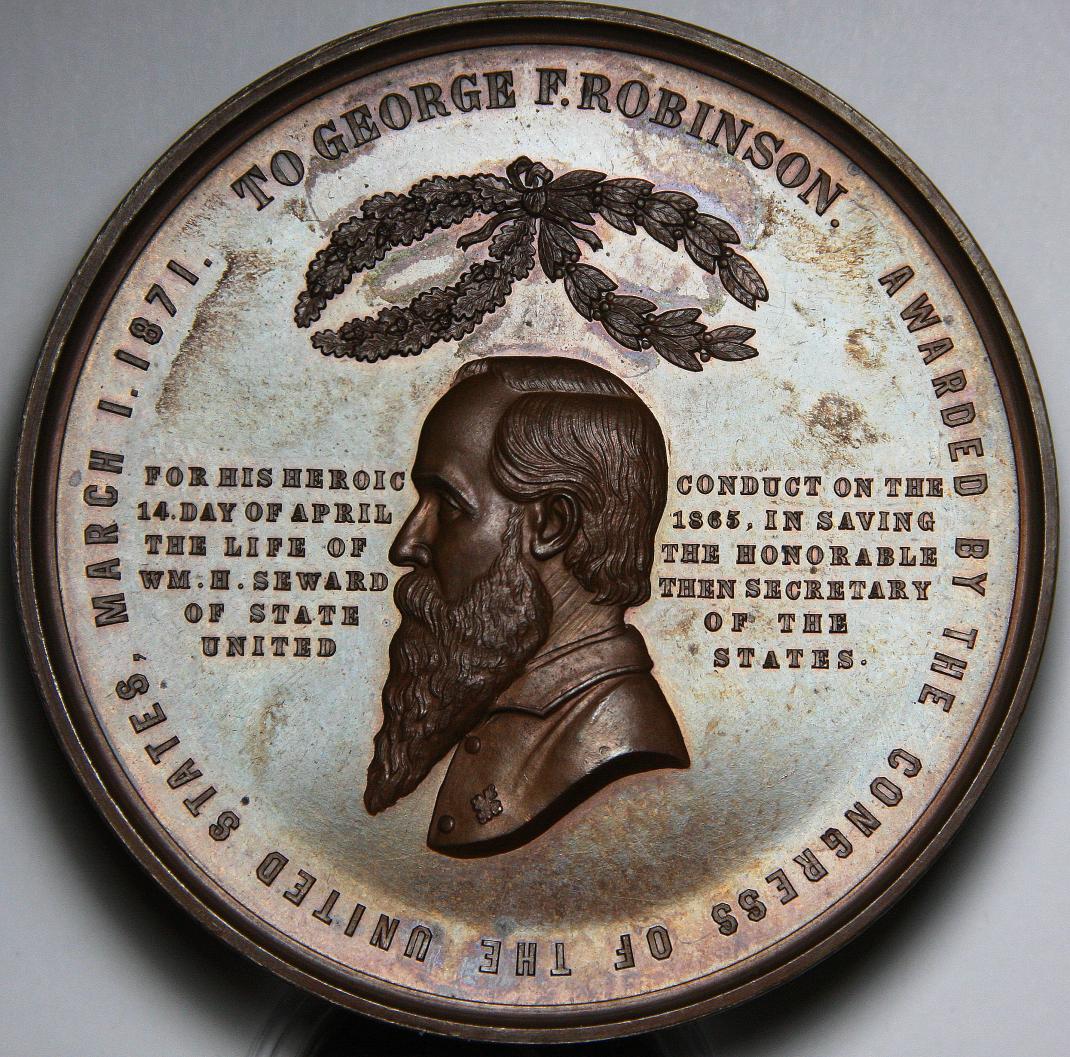 TO GEORGE F. ROBINSON.
AWARDED BY THE CONGRESS OF THE UNITED STATES, MARCH 1. 1871.
FOR HIS HEROIC CONDUCT ON THE
14. DAY OF APRIL 1865, IN SAVING
THE LIFE OF THE HONORABLE
WM. H. SEWARD THEN SECRETARY
OF STATE OF THE
UNITED STATES.